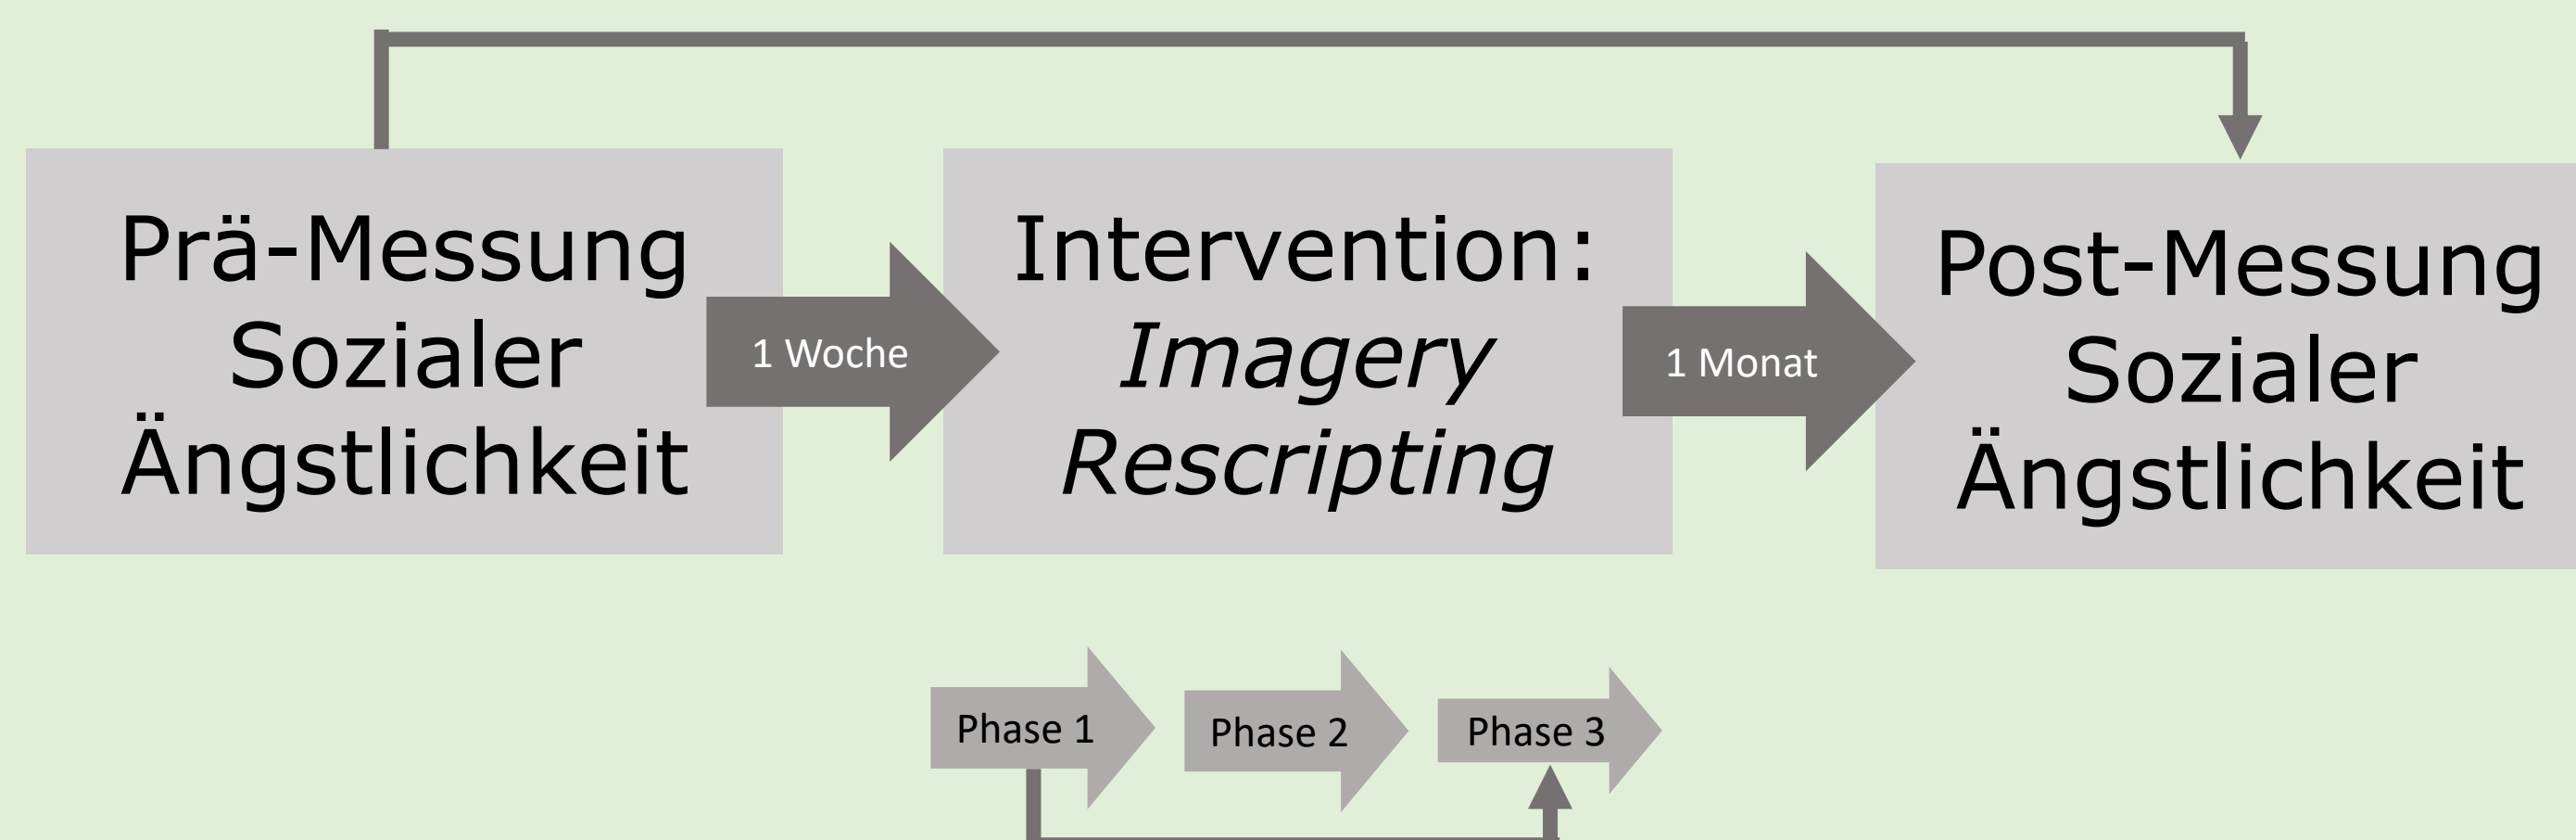 Prä-Messung
Sozialer
Ängstlichkeit
1 Woche
Intervention:
Imagery
Rescripting
1 Monat
Post-Messung
Sozialer
Ängstlichkeit
Phase 1
Phase 2
Phase 3